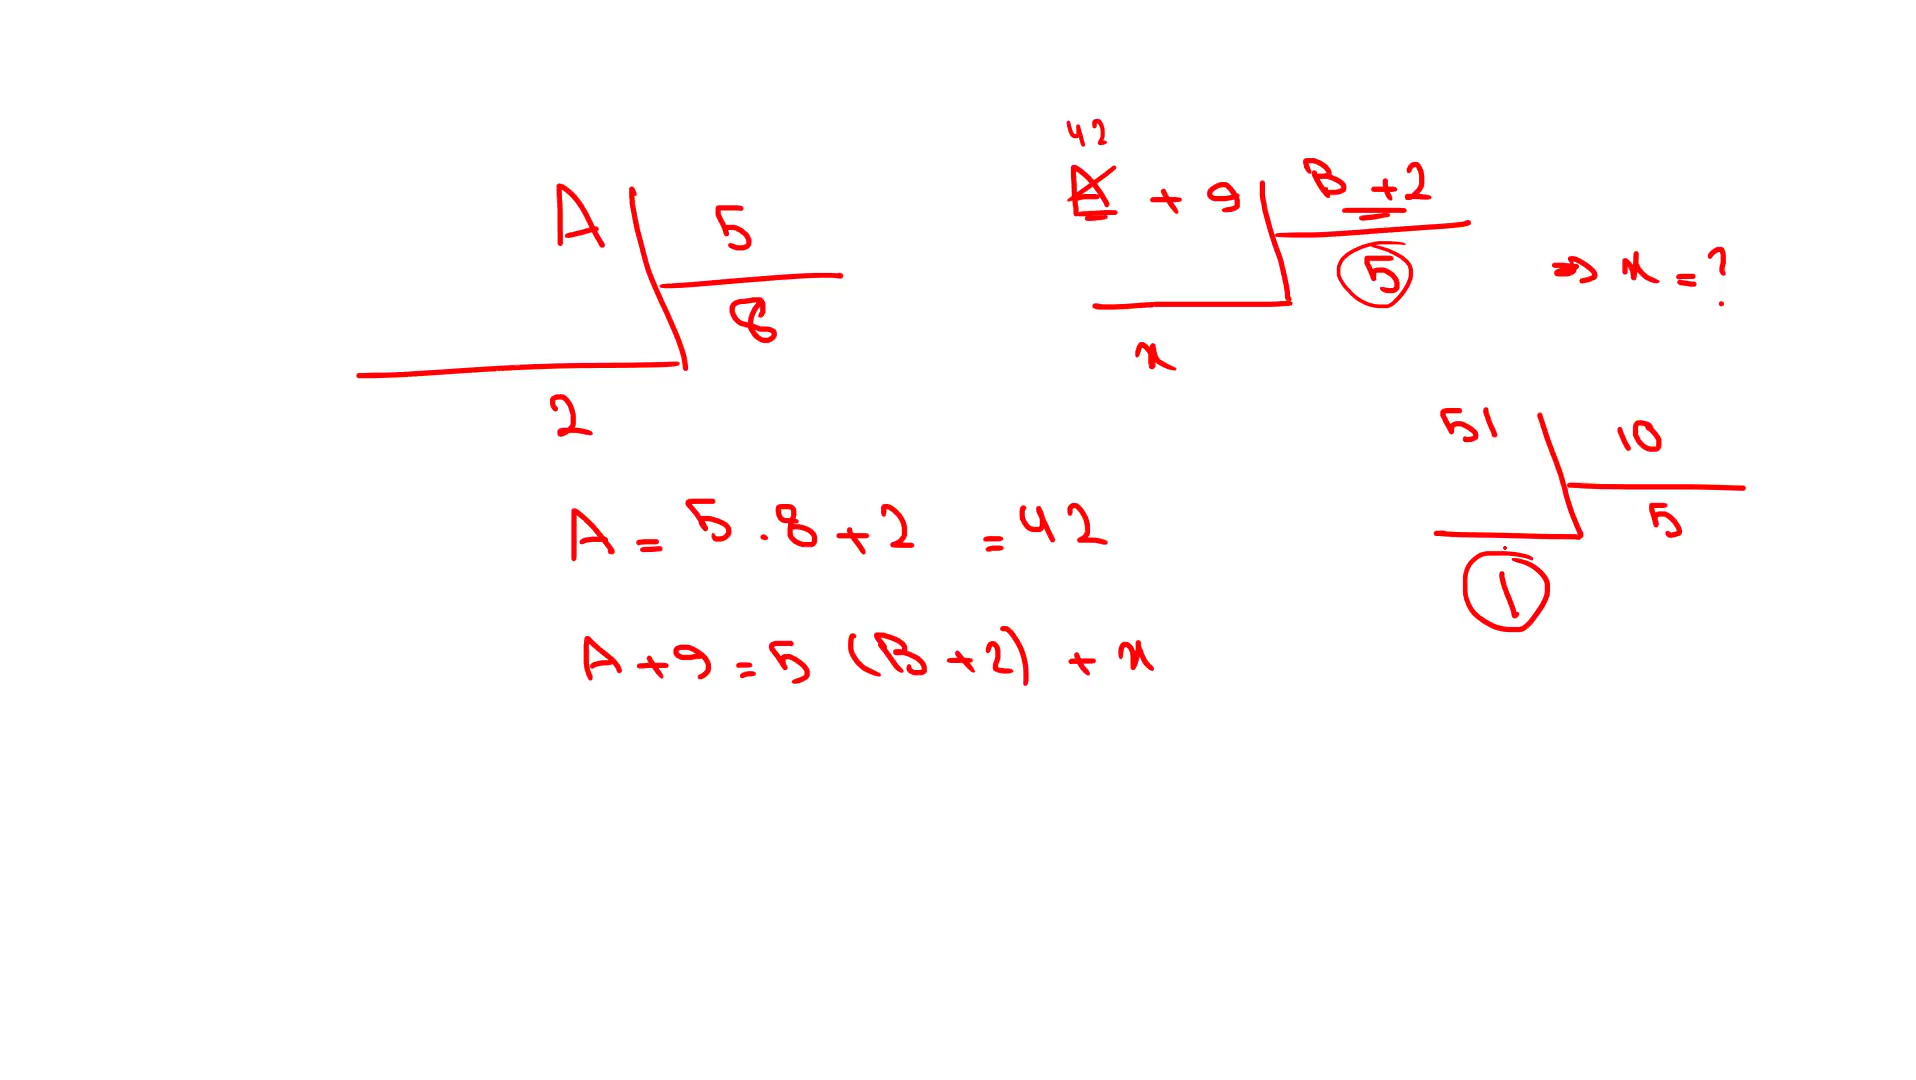 A 5
8
2
42
A + 9 B + 2
5
x
⇒ x = ?
51 10
5
1
A = 5 . 8 + 2 = 42
A + 9 = 5 (B + 2) + x